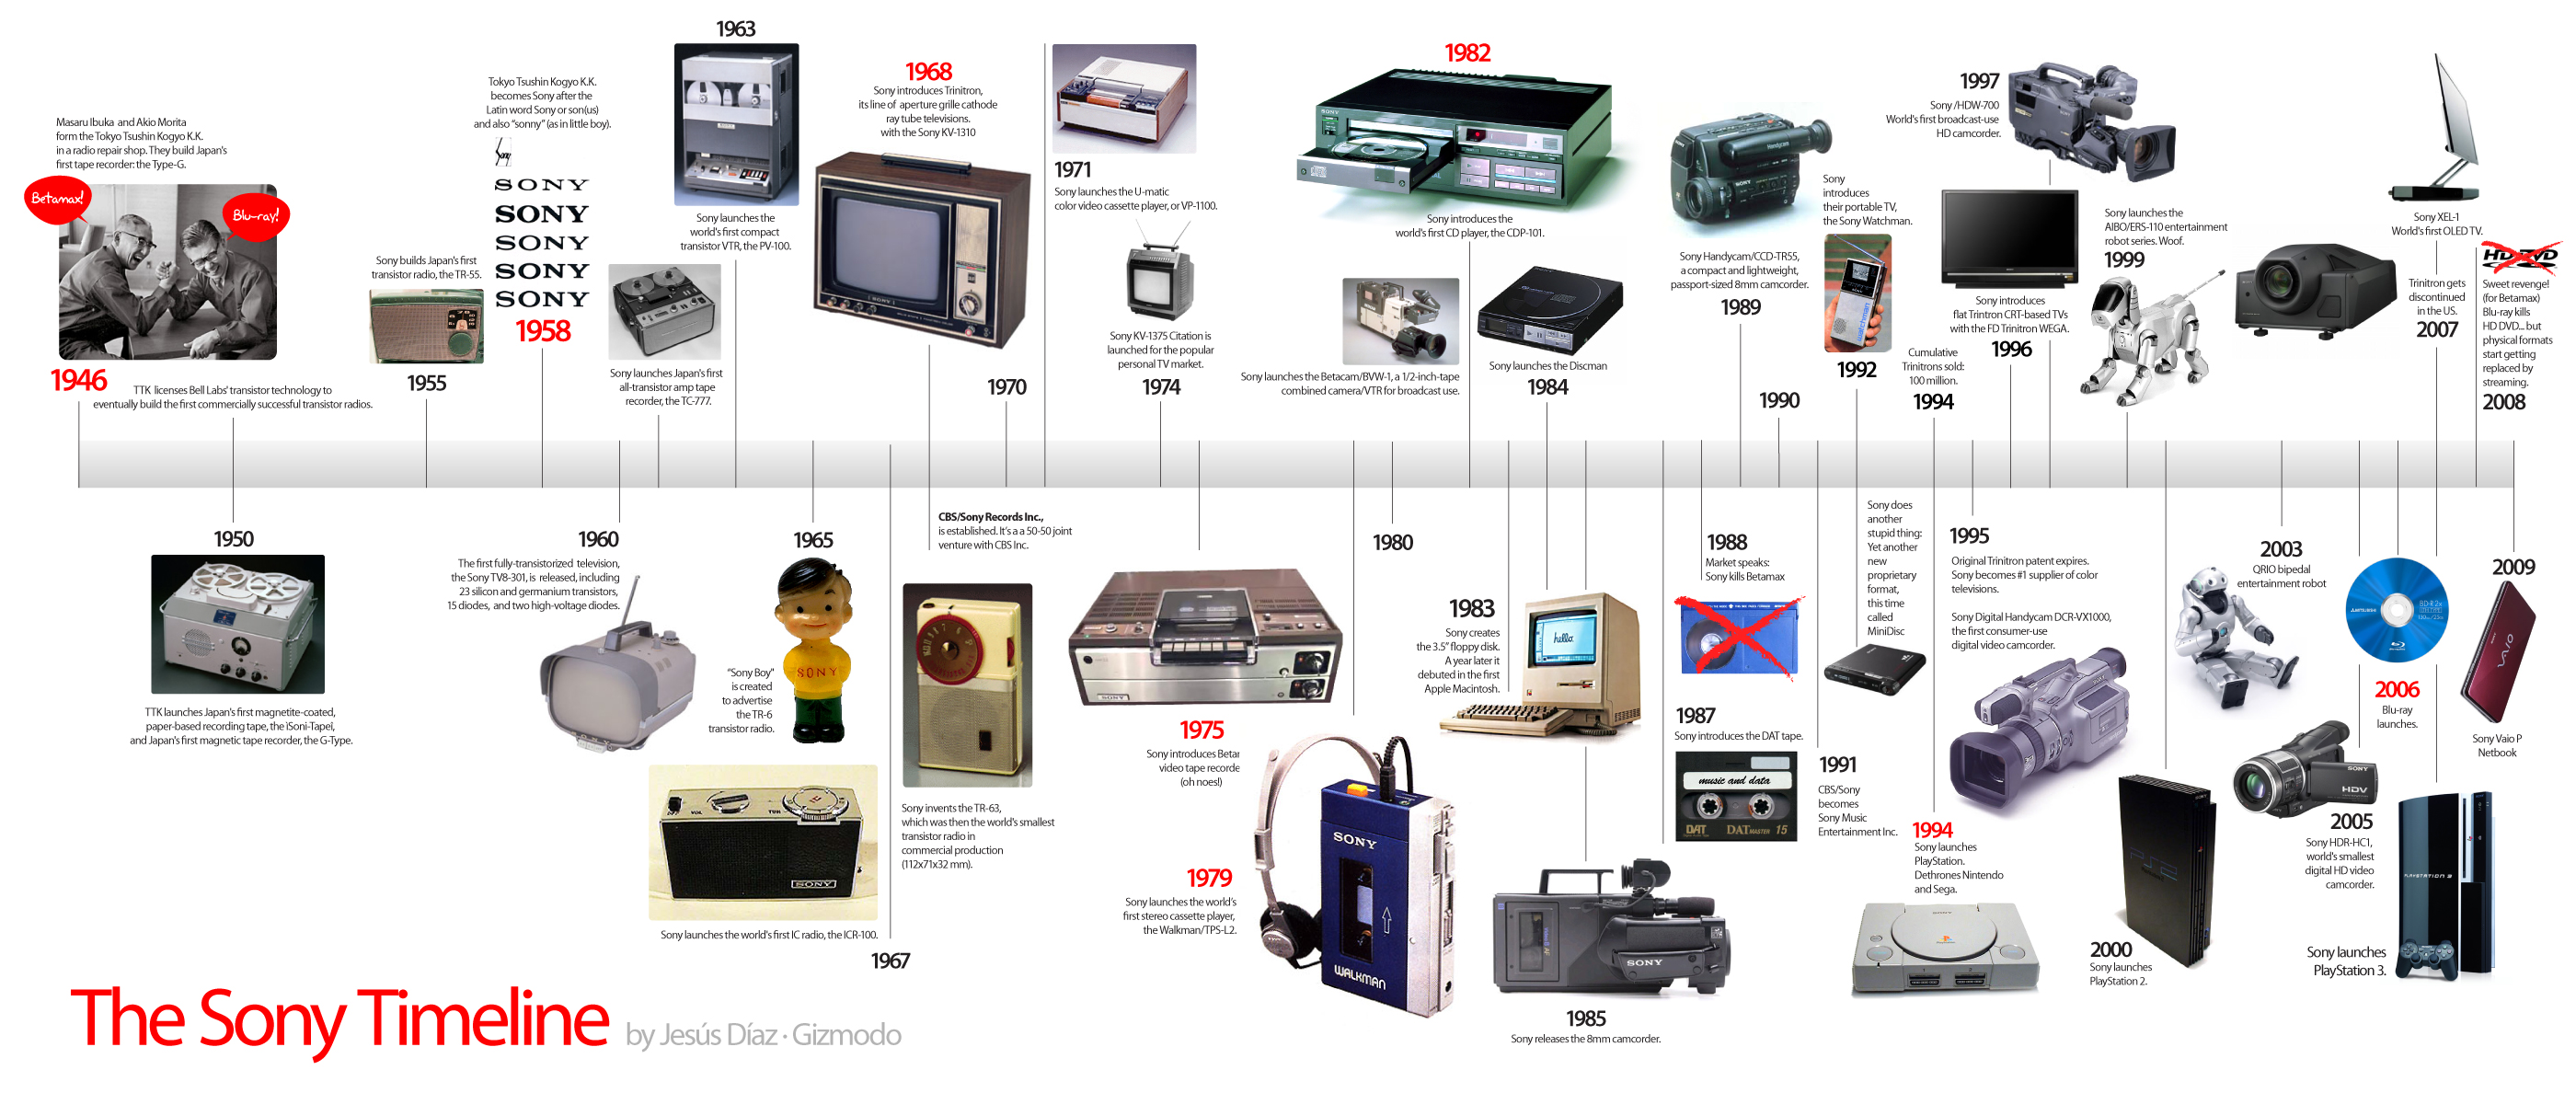 1963
1982
1968
Sony introduces Trinitron,
its line of aperture grille cathode
ray tube televisions.
with the Sony KV-1310
Tokyo Tsushin Kogyo K.K.
becomes Sony after the
Latin word Sony or son(us)
and also “sonny” (as in little boy).
1997
Sony /HDW-700
World's first broadcast-use
HD camcorder.
Masaru Ibuka and Akio Morita
form the Tokyo Tsushin Kogyo K.K.
in a radio repair shop. They build Japan's
first tape recorder: the Type-G.
Betamax!
Blu-ray!
1946
TTK licenses Bell Labs' transistor technology to
eventually build the first commercially successful transistor radios.
Sony builds Japan's first
transistor radio, the TR-55.
1955
Sony
SONY
SONY
SONY
SONY
SONY
1958
Sony launches the
world's first compact
transistor VTR, the PV-100.
Sony launches Japan's first
all-transistor amp tape
recorder, the TC-777.
SONY
1970
1971
Sony launches the U-matic
color video cassette player, or VP-1100.
Sony KV-1375 Citation is
launched for the popular
personal TV market.
1974
SONY
Sony introduces the
world's first CD player, the CDP-101.
Sony launches the Betacam/BVW-1, a 1/2-inch-tape
combined camera/VTR for broadcast use.
Sony launches the Discman
1984
Handycam
SONY
Sony Handycam/CCD-TR55,
a compact and lightweight,
passport-sized 8mm camcorder.
1989
1990
Sony
introduces
their portable TV,
the Sony Watchman.
1992
Cumulative
Trinitrons sold:
100 million.
1994
Sony introduces
flat Trintron CRT-based TVs
with the FD Trinitron WEGA.
1996
Sony launches the
AIBO/ERS-110 entertainment
robot series. Woof.
1999
Sony XEL-1
World's first OLED TV.
Trinitron gets
discontinued
in the US.
2007
HD DVD
Sweet revenge!
(for Betamax)
Blu-ray kills
HD DVD... but
physical formats
start getting
replaced by
streaming.
2008
1950
TTK launches Japan's first magnetite-coated,
paper-based recording tape, the iSoni-Tapeí,
and Japan's first magnetic tape recorder, the G-Type.
1960
The first fully-transistorized television,
the Sony TV8-301, is released, including
23 silicon and germanium transistors,
15 diodes, and two high-voltage diodes.
1965
“Sony Boy”
is created
to advertise
the TR-6
transistor radio.
SONY
VOL
TUN
SONY
Sony launches the world's first IC radio, the ICR-100.
1967
CBS/Sony Records Inc.,
is established. It's a a 50-50 joint
venture with CBS Inc.
Sony invents the TR-63,
which was then the world's smallest
transistor radio in
commercial production
(112x71x32 mm).
SONY
1975
Sony introduces Betar
video tape recorde
(oh noes!)
1979
Sony launches the world's
first stereo cassette player,
the Walkman/TPS-L2.
SONY
WALKMAN
1980
1983
Sony creates
the 3.5” floppy disk.
A year later it
debuted in the first
Apple Macintosh.
hello.
SONY
1985
Sony releases the 8mm camcorder.
1988
Market speaks:
Sony kills Betamax
1987
Sony introduces the DAT tape.
music and data
DAT
DAT MASTER 15
1991
CBS/Sony
becomes
Sony Music
Entertainment Inc.
Sony does
another
stupid thing:
Yet another
new
proprietary
format,
this time
called
MiniDisc
1994
Sony launches
PlayStation.
Dethrones Nintendo
and Sega.
1995
Original Trinitron patent expires.
Sony becomes #1 supplier of color
televisions.
Sony Digital Handycam DCR-VX1000,
the first consumer-use
digital video camcorder.
2000
Sony launches
PlayStation 2.
2003
QRIO bipedal
entertainment robot
SONY
HDV
2005
Sony HDR-HC1,
world's smallest
digital HD video
camcorder.
2006
Blu-ray
launches.
PLAYSTATION 3
Sony launches
PlayStation 3.
2009
VAIO
Sony Vaio P
Netbook
The Sony Timeline by Jesús Díaz · Gizmodo